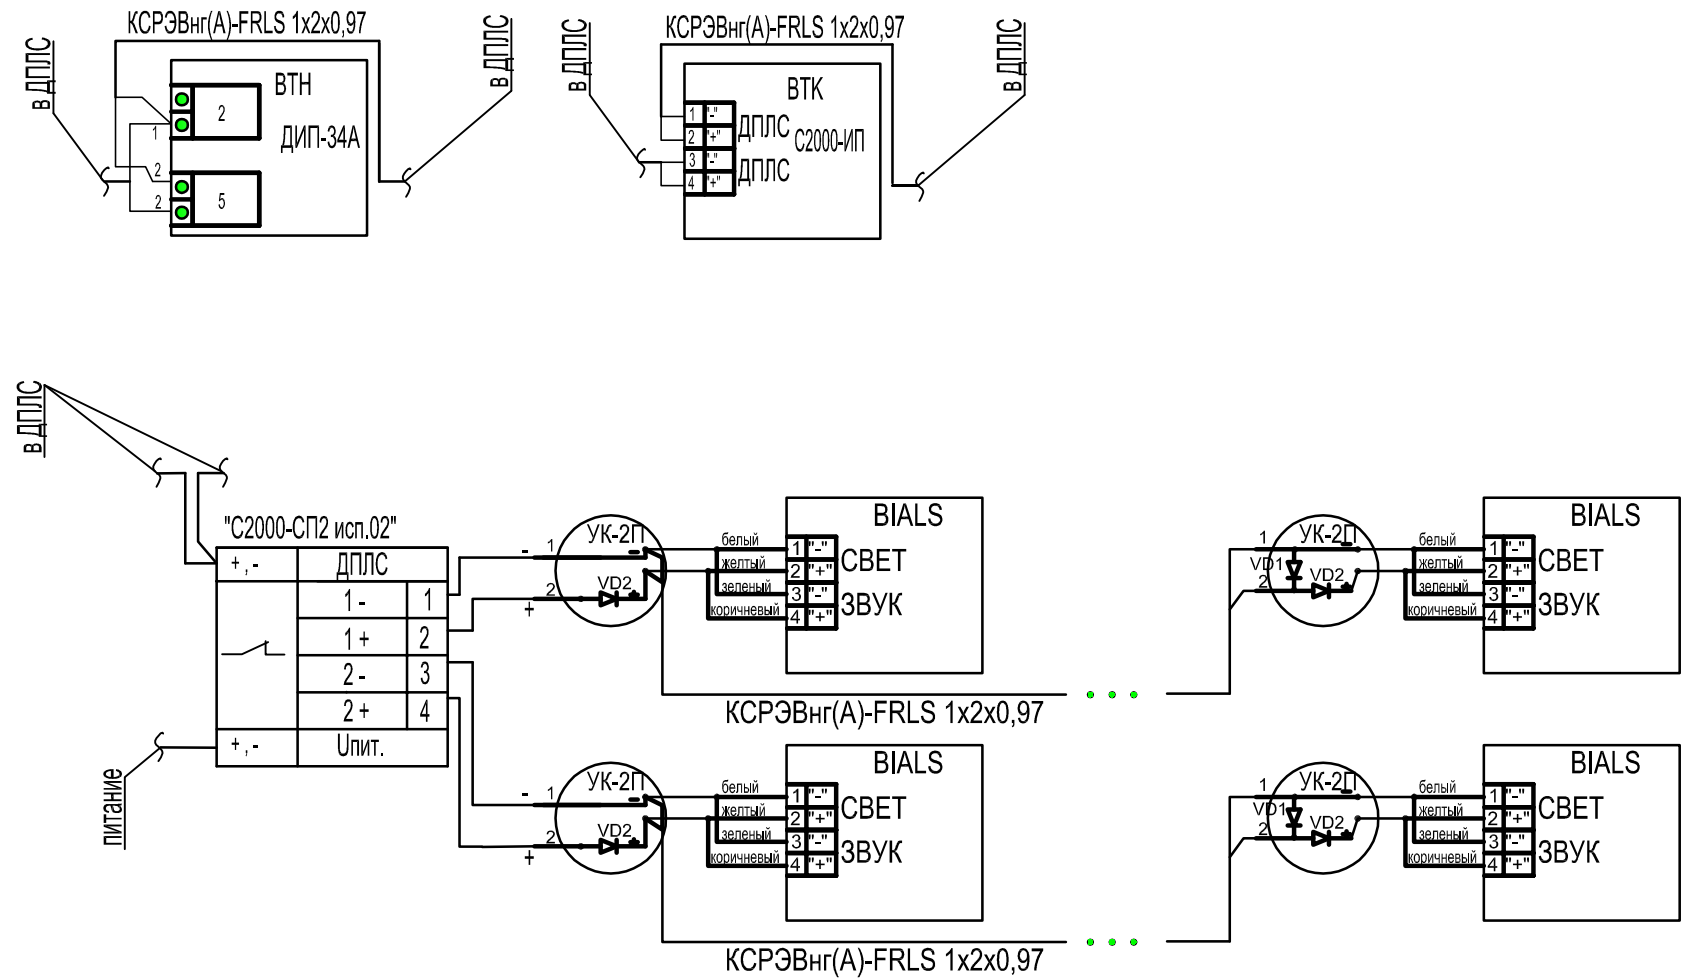 КСРЭВнг(А)-FRLS 1х2х0,97
в ДПЛС
в ДПЛС
ВТН
ДИП-34А
2
5
1
2
2
КСРЭВнг(А)-FRLS 1х2х0,97
в ДПЛС
в ДПЛС
ВТК
С2000-ИП
1 "-"
2 "+"
3 "-"
4 "+"
ДПЛС
ДПЛС
в ДПЛС
"С2000-СП2 исп.02"
+ , - ДПЛС
1 - 1
1 + 2
2 - 3
2 + 4
+ , - Uпит.
питание
- 1
+ 2
УК-2П
-
VD2 +
белый
желтый
зеленый
коричневый
BIALS
1 "-"
2 "+"
3 "-"
4 "+"
СВЕТ
ЗВУК
КСРЭВнг(А)-FRLS 1х2х0,97
1
2
УК-2П
-
VD1
VD2 +
белый
желтый
зеленый
коричневый
BIALS
1 "-"
2 "+"
3 "-"
4 "+"
СВЕТ
ЗВУК
- 1
+ 2
УК-2П
-
VD2 +
белый
желтый
зеленый
коричневый
BIALS
1 "-"
2 "+"
3 "-"
4 "+"
СВЕТ
ЗВУК
КСРЭВнг(А)-FRLS 1х2х0,97
1
2
УК-2П
-
VD1
VD2 +
белый
желтый
зеленый
коричневый
BIALS
1 "-"
2 "+"
3 "-"
4 "+"
СВЕТ
ЗВУК